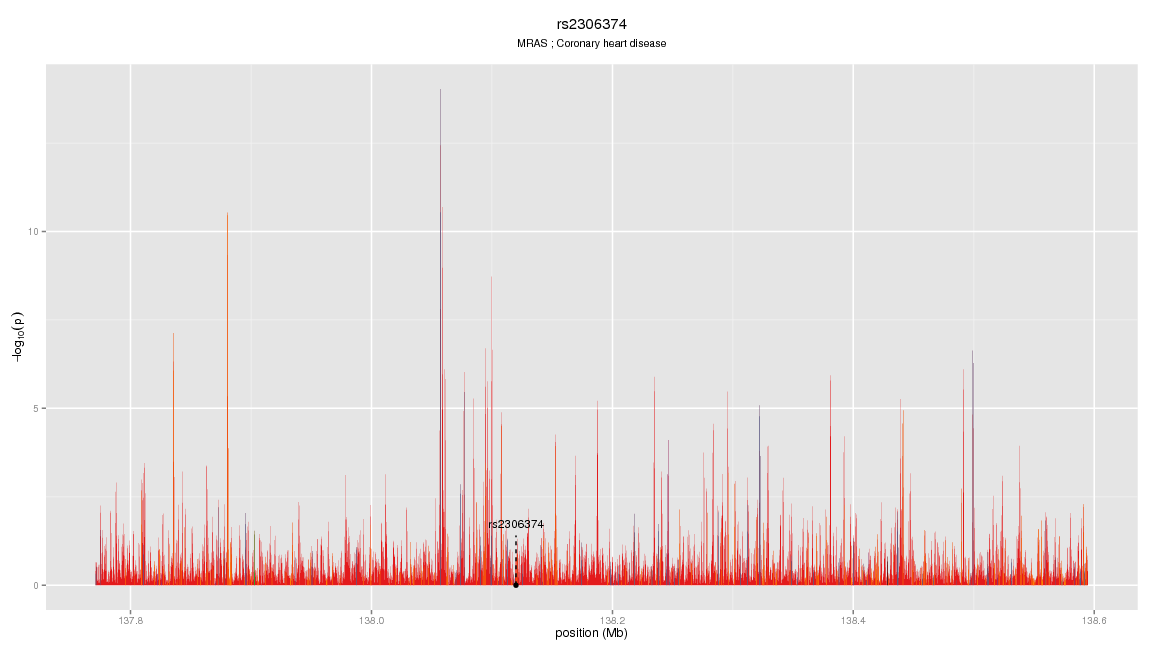 rs2306374
MRAS ; Coronary heart disease
−log10(p)
10
5
0
rs2306374
137.8
138.0
138.2
138.4
138.6
position (Mb)